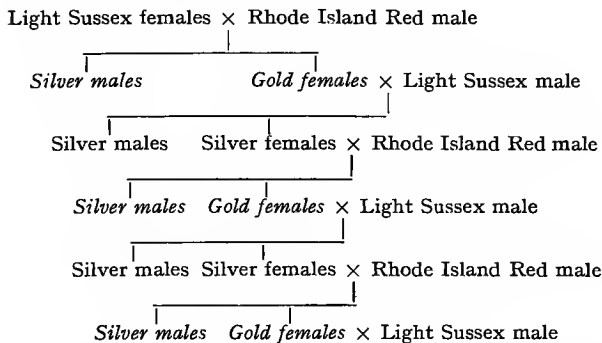 Light Sussex females × Rhode Island Red male
Silver males Gold females × Light Sussex male
Silver males Silver females × Rhode Island Red male
Silver males Gold females × Light Sussex male
Silver males Silver females × Rhode Island Red male
Silver males Gold females × Light Sussex male